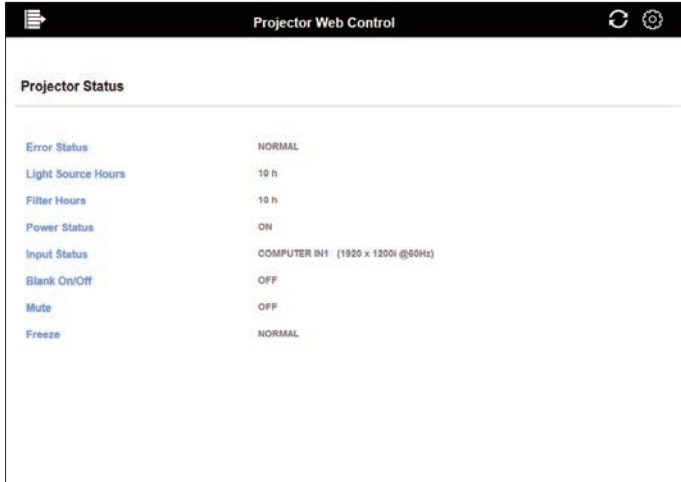 Projector Web Control
Projector Status
Error Status NORMAL
Light Source Hours 10 h
Filter Hours 10 h
Power Status ON
Input Status COMPUTER IN1 (1920 x 1200i @60Hz)
Blank On/Off OFF
Mute OFF
Freeze NORMAL